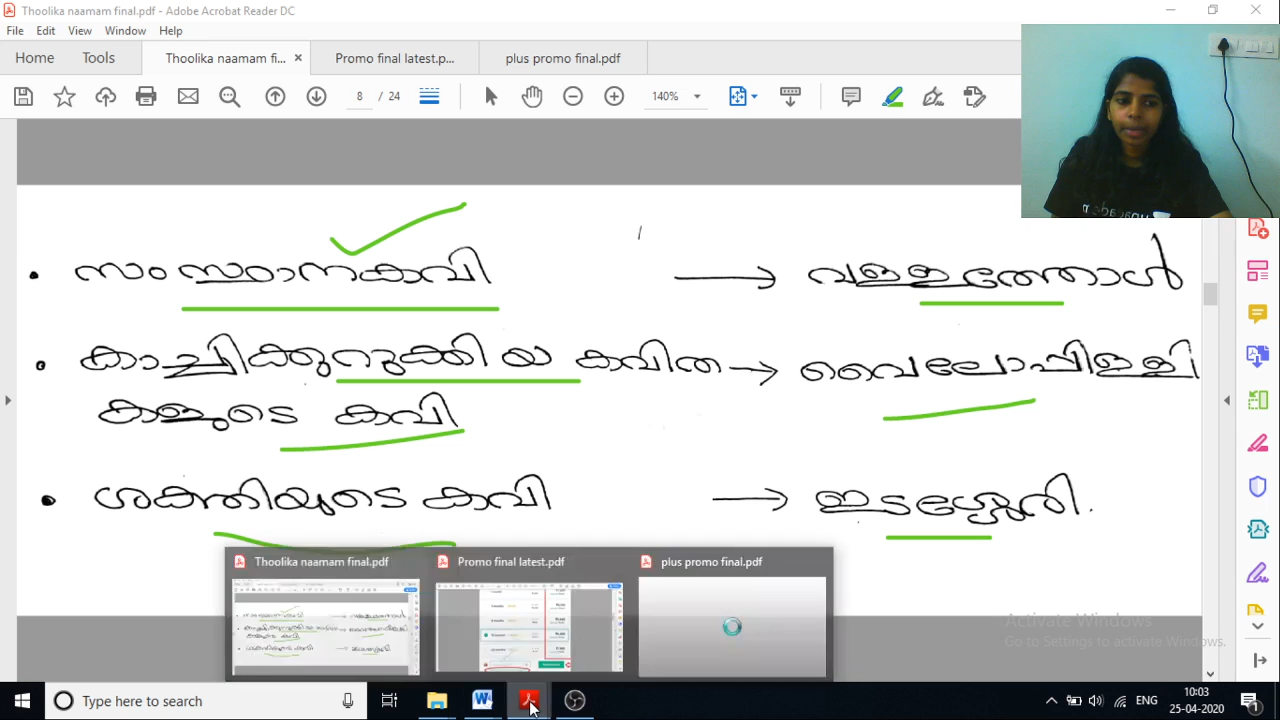 Thoolika naamam final.pdf - Adobe Acrobat Reader DC
File Edit View Window Help
Home Tools Thoolika naamam fi... × Promo final latest.p... plus promo final.pdf
8 / 24 140%
• സംസ്ഥാനകവി → വള്ളത്തോൾ
• കാച്ചിക്കുറുക്കിയ കവിത → വൈലോപ്പിള്ളി
കളുടെ കവി
• ശക്തിയുടെ കവി → ഇടശ്ശേരി.
Thoolika naamam final.pdf Promo final latest.pdf plus promo final.pdf
Activate Windows
Go to Settings to activate Windows.
Type here to search
ENG 10:03
25-04-2020